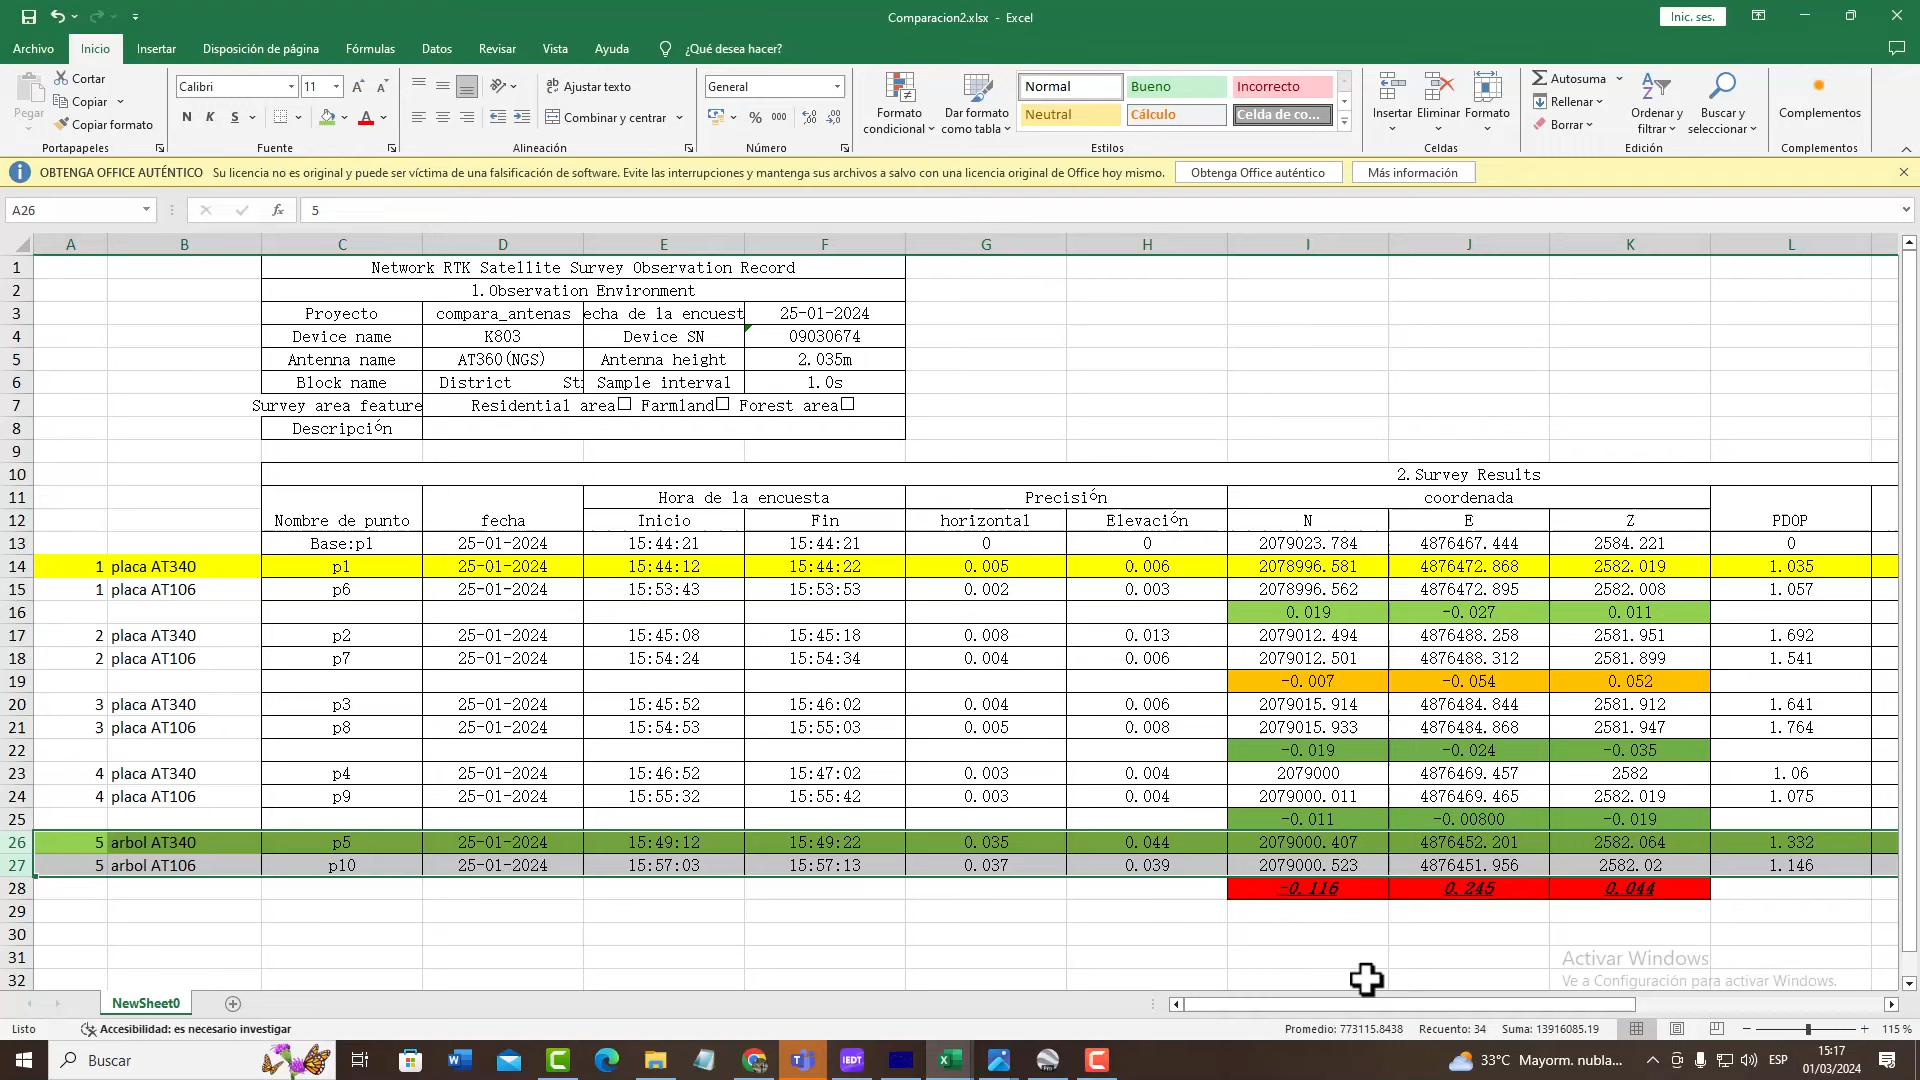 Comparacion2.xlsx - Excel
Inic. ses.
Archivo Inicio Insertar Disposición de página Fórmulas Datos Revisar Vista Ayuda ¿Qué desea hacer?
Pegar Cortar Copiar Copiar formato Portapapeles
Calibri 11 N K S Fuente
Ajustar texto Combinar y centrar Alineación
General % 000 Número
Formato condicional Dar formato como tabla Normal Bueno Incorrecto Neutral Cálculo Celda de co... Estilos
Insertar Eliminar Formato Celdas
Autosuma Rellenar Borrar Ordenar y filtrar Buscar y seleccionar Edición
Complementos Complementos
OBTENGA OFFICE AUTÉNTICO Su licencia no es original y puede ser víctima de una falsificación de software. Evite las interrupciones y mantenga sus archivos a salvo con una licencia original de Office hoy mismo. Obtenga Office auténtico Más información
A26 fx 5
A B C D E F G H I J K L
1 Network RTK Satellite Survey Observation Record
2 1.Observation Environment
3 Proyecto compara_antenas echa de la encuest 25-01-2024
4 Device name K803 Device SN 09030674
5 Antenna name AT360(NGS) Antenna height 2.035m
6 Block name District St Sample interval 1.0s
7 Survey area feature Residential area□ Farmland□ Forest area□
8 Descripción
9
10 2.Survey Results
11 Hora de la encuesta Precisión coordenada
12 Nombre de punto fecha Inicio Fin horizontal Elevación N E Z PDOP
13 Base:p1 25-01-2024 15:44:21 15:44:21 0 0 2079023.784 4876467.444 2584.221 0
14 1 placa AT340 p1 25-01-2024 15:44:12 15:44:22 0.005 0.006 2078996.581 4876472.868 2582.019 1.035
15 1 placa AT106 p6 25-01-2024 15:53:43 15:53:53 0.002 0.003 2078996.562 4876472.895 2582.008 1.057
16 0.019 -0.027 0.011
17 2 placa AT340 p2 25-01-2024 15:45:08 15:45:18 0.008 0.013 2079012.494 4876488.258 2581.951 1.692
18 2 placa AT106 p7 25-01-2024 15:54:24 15:54:34 0.004 0.006 2079012.501 4876488.312 2581.899 1.541
19 -0.007 -0.054 0.052
20 3 placa AT340 p3 25-01-2024 15:45:52 15:46:02 0.004 0.006 2079015.914 4876484.844 2581.912 1.641
21 3 placa AT106 p8 25-01-2024 15:54:53 15:55:03 0.005 0.008 2079015.933 4876484.868 2581.947 1.764
22 -0.019 -0.024 -0.035
23 4 placa AT340 p4 25-01-2024 15:46:52 15:47:02 0.003 0.004 2079000 4876469.457 2582 1.06
24 4 placa AT106 p9 25-01-2024 15:55:32 15:55:42 0.003 0.004 2079000.011 4876469.465 2582.019 1.075
25 -0.011 -0.00800 -0.019
26 5 arbol AT340 p5 25-01-2024 15:49:12 15:49:22 0.035 0.044 2079000.407 4876452.201 2582.064 1.332
27 5 arbol AT106 p10 25-01-2024 15:57:03 15:57:13 0.037 0.039 2079000.523 4876451.956 2582.02 1.146
28 -0.116 0.245 0.044
29
30
31
32
Activar Windows
Ve a Configuración para activar Windows.
NewSheet0
Listo Accesibilidad: es necesario investigar Promedio: 773115.8438 Recuento: 34 Suma: 13916085.19 115 %
Buscar IEDT 33°C Mayorm. nubla... ESP 15:17
01/03/2024